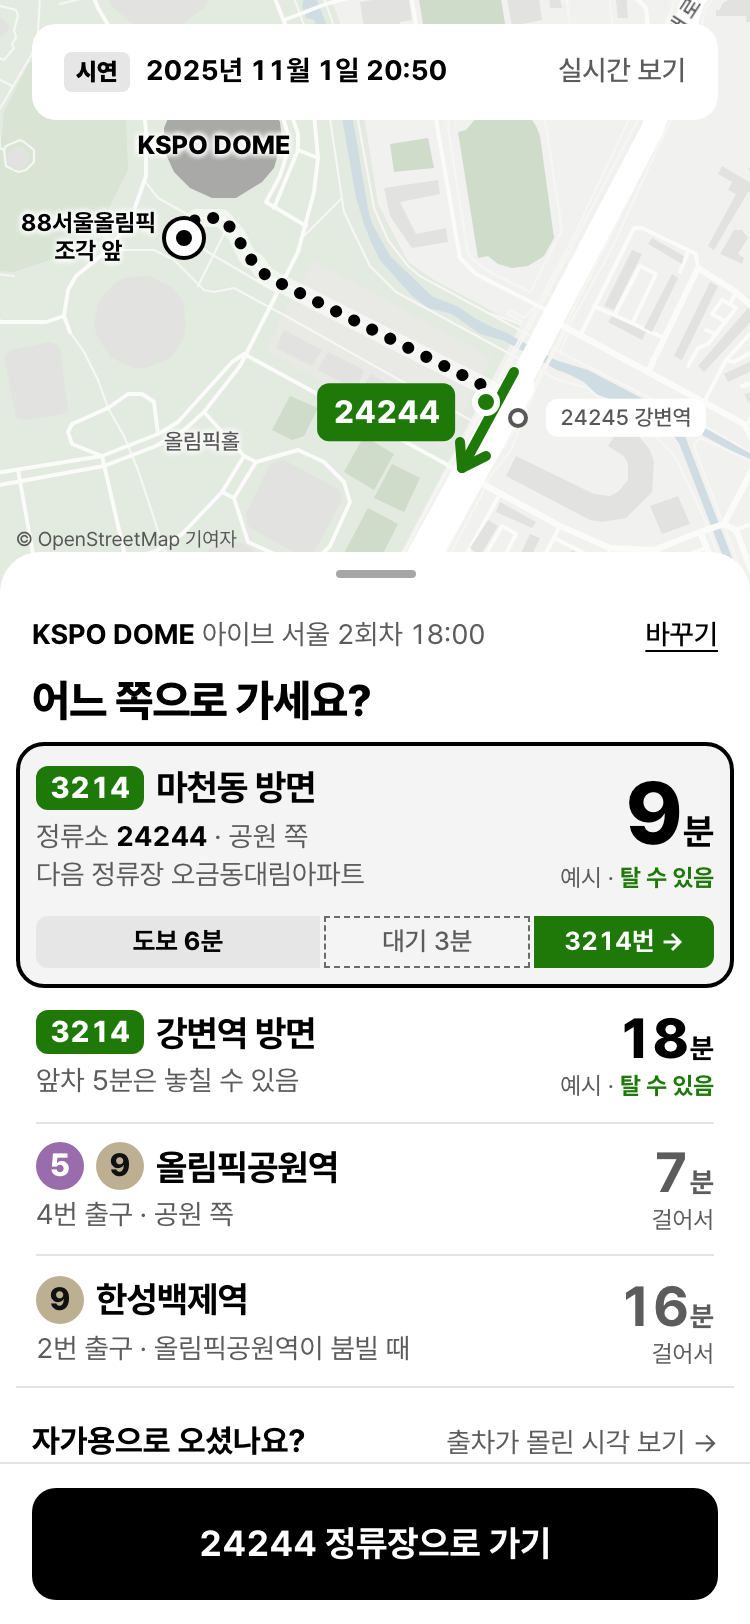 시연 2025년 11월 1일 20:50 실시간 보기
KSPO DOME
88서울올림픽
조각 앞
24244
24245 강변역
올림픽홀
© OpenStreetMap 기여자
KSPO DOME 아이브 서울 2회차 18:00 바꾸기
어느 쪽으로 가세요?
3214 마천동 방면 9분
정류소 24244 · 공원 쪽
다음 정류장 오금동대림아파트 예시 · 탈 수 있음
도보 6분 대기 3분 3214번 →
3214 강변역 방면 18분
앞차 5분은 놓칠 수 있음 예시 · 탈 수 있음
5 9 올림픽공원역 7분
4번 출구 · 공원 쪽 걸어서
9 한성백제역 16분
2번 출구 · 올림픽공원역이 붐빌 때 걸어서
자가용으로 오셨나요? 출차가 몰린 시각 보기 →
24244 정류장으로 가기